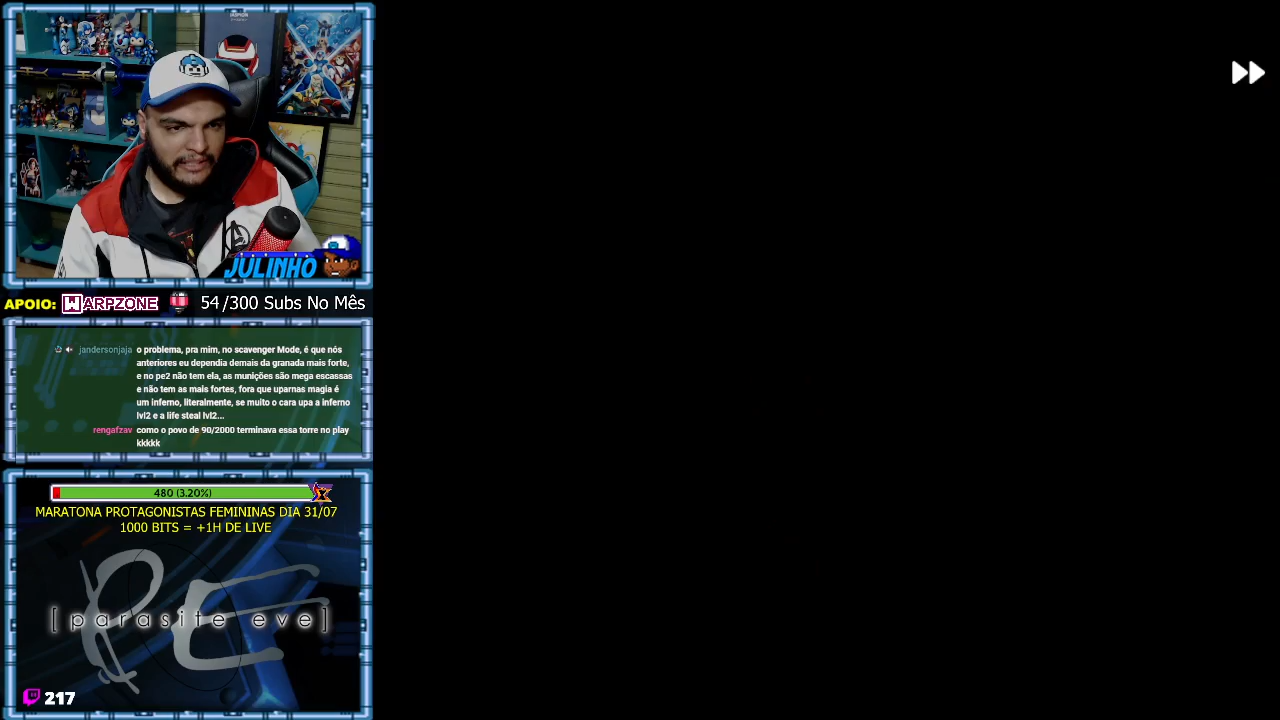 JULINHO
APOIO: WARPZONE 54/300 Subs No Mês
jandersonjaja o problema, pra mim, no scavenger Mode, é que nós
anteriores eu dependia demais da granada mais forte,
e no pe2 não tem ela, as munições são mega escassas
e não tem as mais fortes, fora que uparnas magia é
um inferno, literalmente, se muito o cara upa a inferno
lvl2 e a life steal lvl2...
rengafzav como o povo de 90/2000 terminava essa torre no play
kkkkk
480 (3.20%)
MARATONA PROTAGONISTAS FEMININAS DIA 31/07
1000 BITS = +1H DE LIVE
PE
[parasite eve]
217